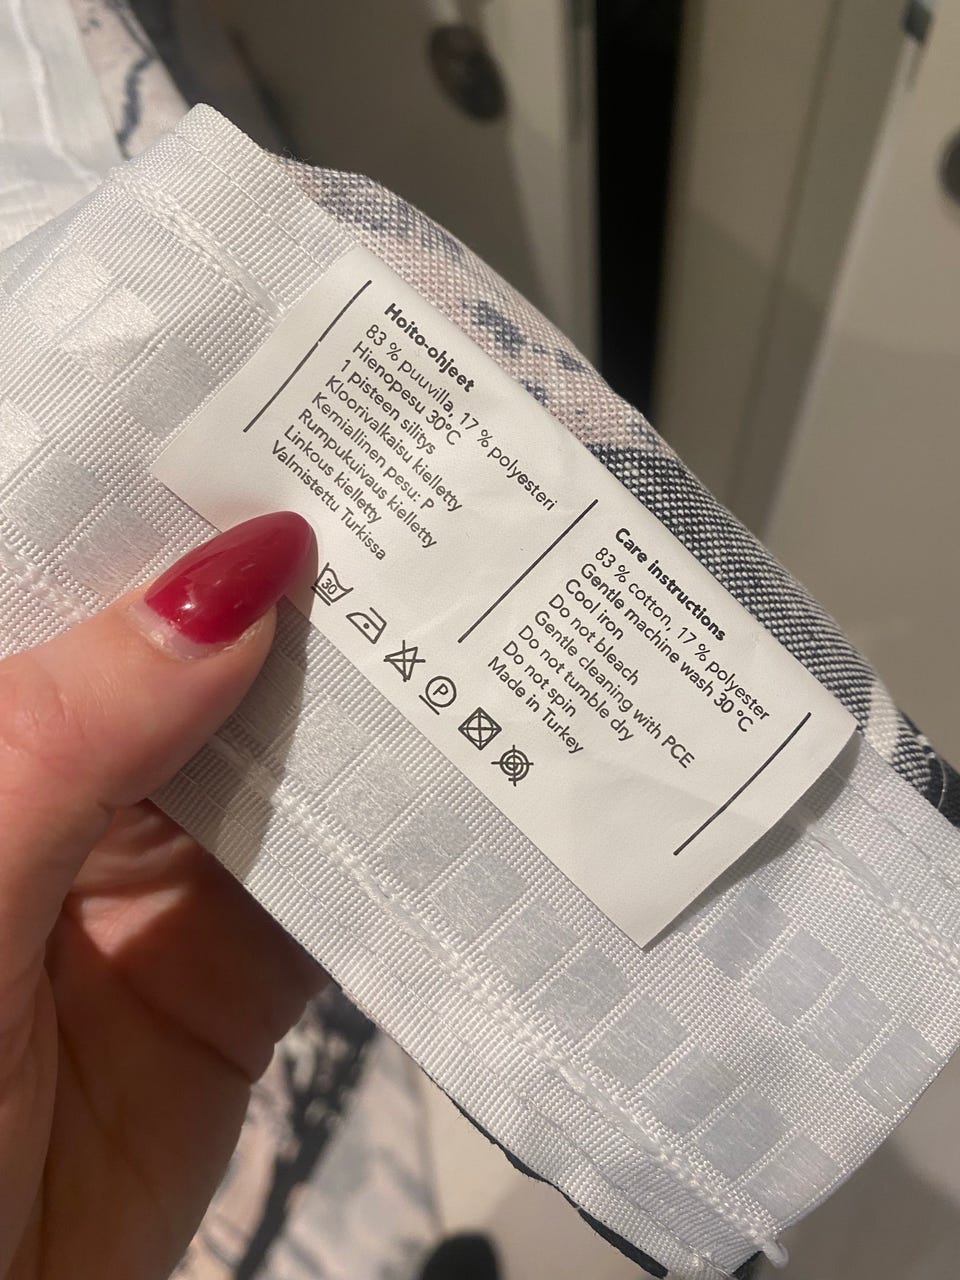 Hoito-ohjeet
83 % puuvilla, 17 % polyesteri
Hienopesu 30°C
1 pisteen silitys
Kloorivalkaisu kielletty
Kemiallinen pesu: P
Rumpukuivaus kielletty
Linkous kielletty
Valmistettu Turkissa
30
P
Care instructions
83 % cotton, 17 % polyester
Gentle machine wash 30 °C
Cool iron
Do not bleach
Gentle cleaning with PCE
Do not tumble dry
Do not spin
Made in Turkey